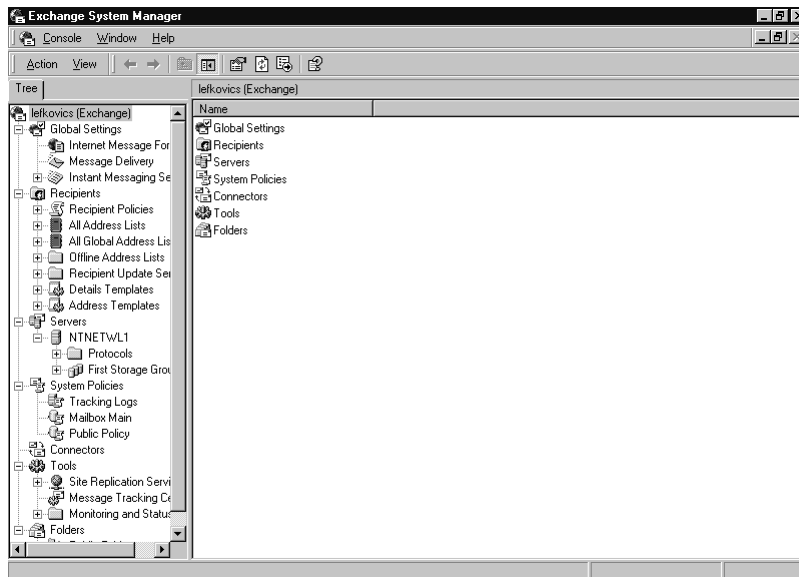 Exchange System Manager
Console Window Help
Action View
Tree
lefkovics (Exchange)
Name
lefkovics (Exchange)
Global Settings
Internet Message For
Message Delivery
Instant Messaging Se
Recipients
Recipient Policies
All Address Lists
All Global Address Lis
Offline Address Lists
Recipient Update Ser
Details Templates
Address Templates
Servers
NTNETWL1
Protocols
First Storage Grou
System Policies
Tracking Logs
Mailbox Main
Public Policy
Connectors
Tools
Site Replication Servi
Message Tracking Ce
Monitoring and Status
Folders
Global Settings
Recipients
Servers
System Policies
Connectors
Tools
Folders